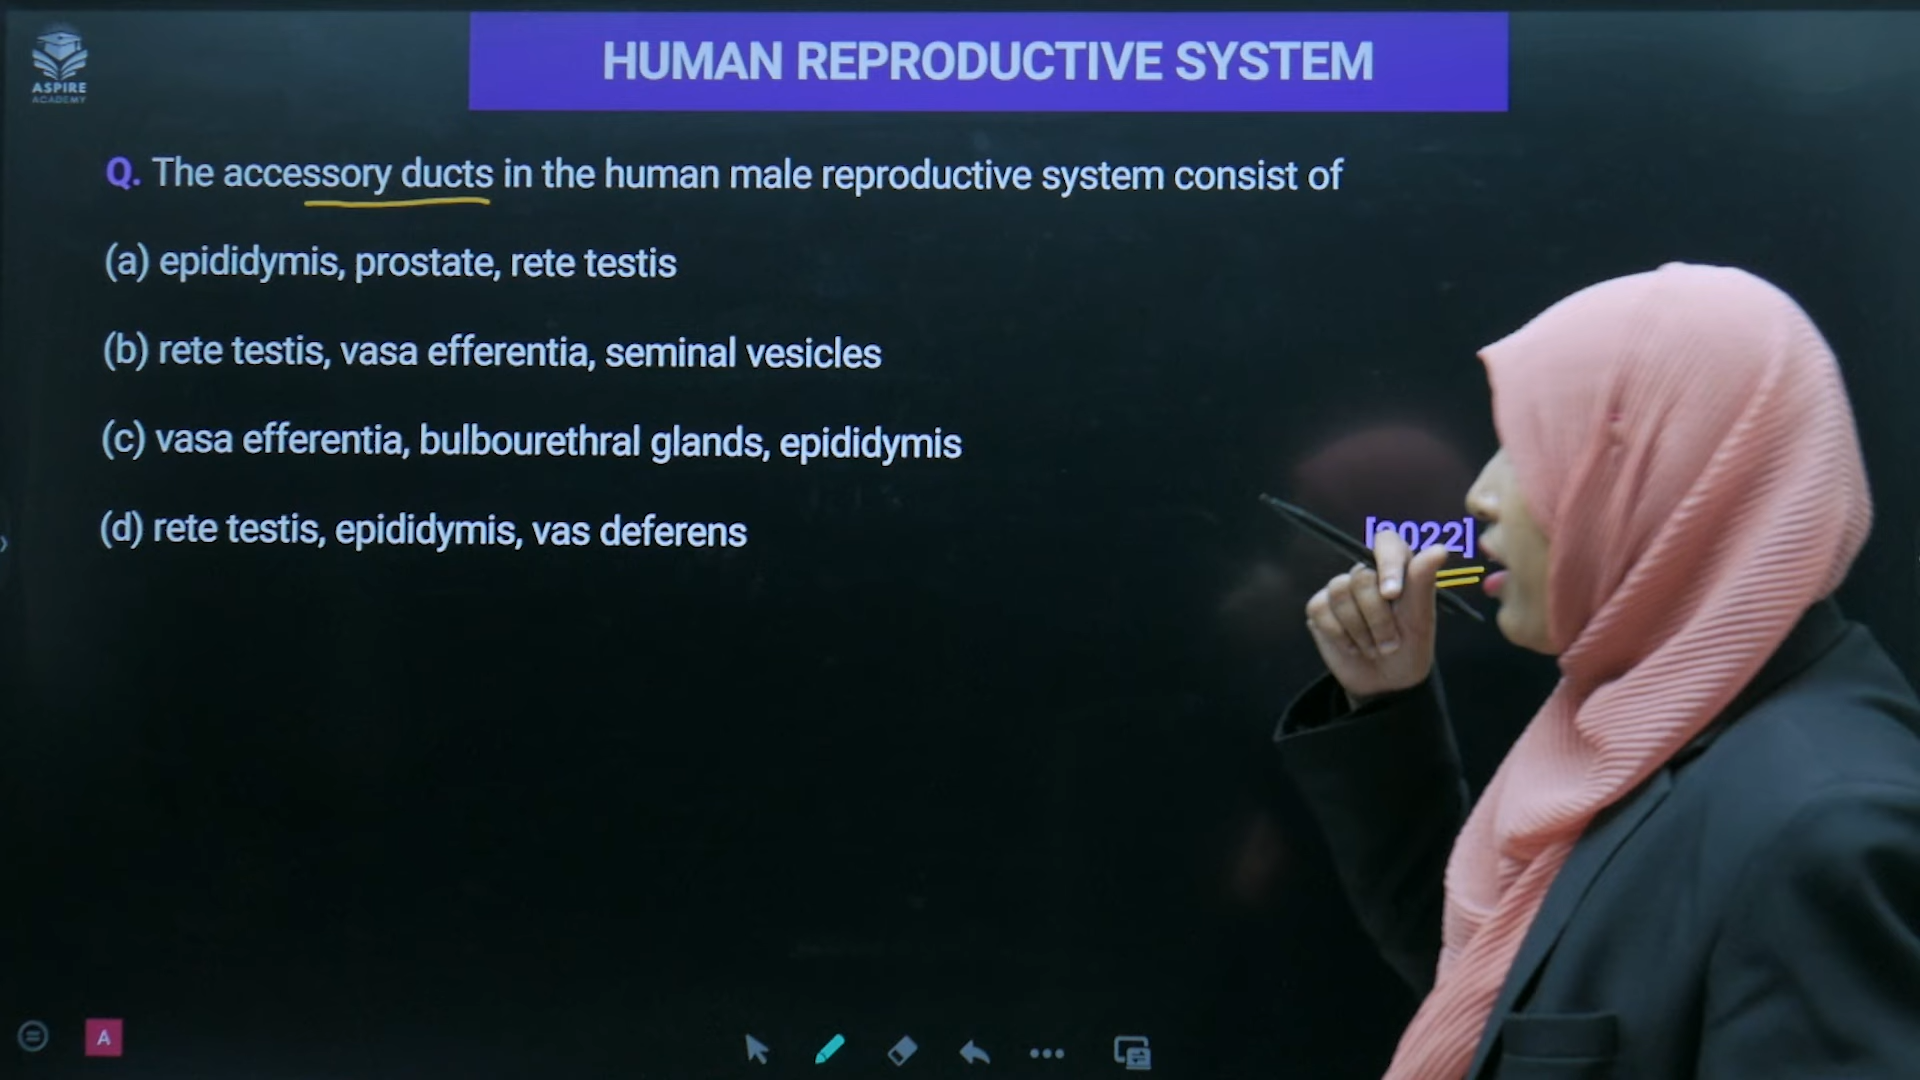 ASPIRE
ACADEMY
HUMAN REPRODUCTIVE SYSTEM
Q. The accessory ducts in the human male reproductive system consist of
(a) epididymis, prostate, rete testis
(b) rete testis, vasa efferentia, seminal vesicles
(c) vasa efferentia, bulbourethral glands, epididymis
(d) rete testis, epididymis, vas deferens
[2022]
A